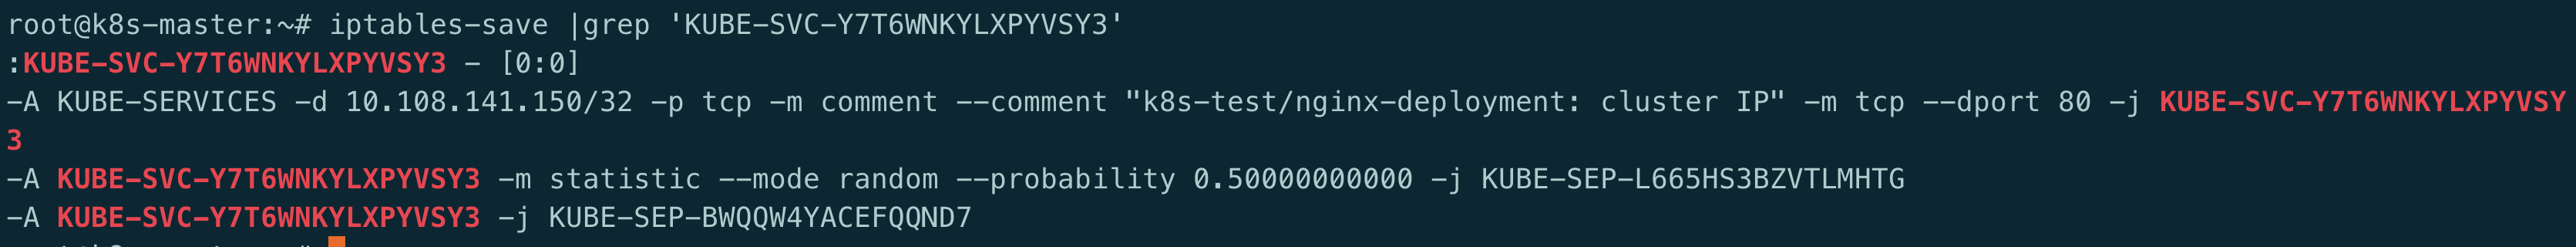 root@k8s-master:~# iptables-save |grep 'KUBE-SVC-Y7T6WNKYLXPYVSY3'
:KUBE-SVC-Y7T6WNKYLXPYVSY3 - [0:0]
-A KUBE-SERVICES -d 10.108.141.150/32 -p tcp -m comment --comment "k8s-test/nginx-deployment: cluster IP" -m tcp --dport 80 -j KUBE-SVC-Y7T6WNKYLXPYVSY
3
-A KUBE-SVC-Y7T6WNKYLXPYVSY3 -m statistic --mode random --probability 0.50000000000 -j KUBE-SEP-L665HS3BZVTLMHTG
-A KUBE-SVC-Y7T6WNKYLXPYVSY3 -j KUBE-SEP-BWQQW4YACEFQQND7